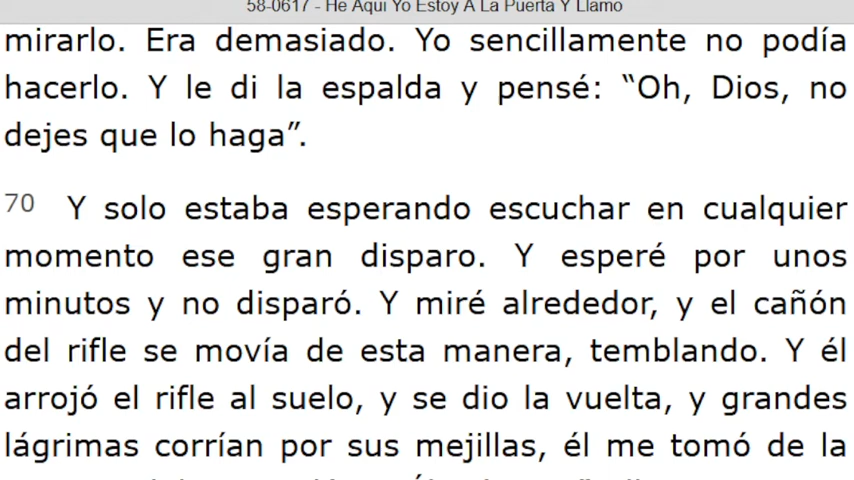 58-0617 - He Aquí Yo Estoy A La Puerta Y Llamo
mirarlo. Era demasiado. Yo sencillamente no podía
hacerlo. Y le di la espalda y pensé: “Oh, Dios, no
dejes que lo haga”.
70 Y solo estaba esperando escuchar en cualquier
momento ese gran disparo. Y esperé por unos
minutos y no disparó. Y miré alrededor, y el cañón
del rifle se movía de esta manera, temblando. Y él
arrojó el rifle al suelo, y se dio la vuelta, y grandes
lágrimas corrían por sus mejillas, él me tomó de la